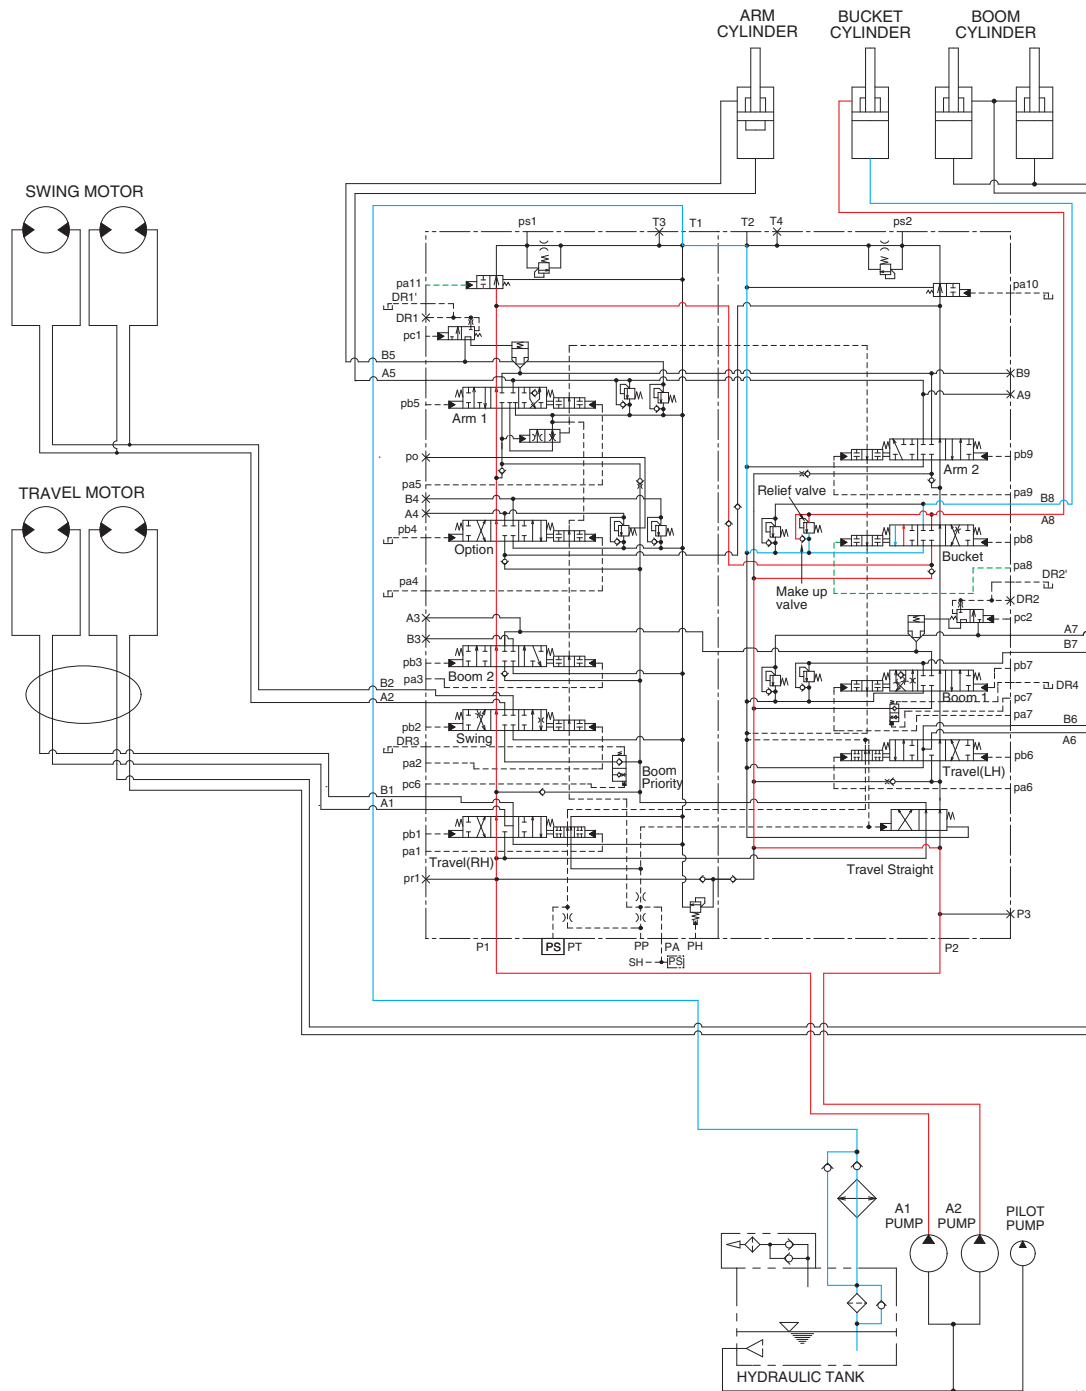 ARM
CYLINDER
BUCKET
CYLINDER
BOOM
CYLINDER
SWING MOTOR
TRAVEL MOTOR
ps1
T3
T1
T2
T4
ps2
pa11
DR1'
DR1
pc1
B5
A5
pb5
Arm 1
po
pa5
B4
A4
pb4
Option
pa4
A3
B3
pb3
Boom 2
pa3
B2
A2
pb2
Swing
DR3
pa2
Boom
Priority
pc6
B1
A1
pb1
pa1
Travel(RH)
pr1
pa10
B9
A9
pb9
Arm 2
pa9
Relief valve
B8
A8
pb8
Bucket
pa8
Make up
valve
DR2'
DR2
pc2
A7
B7
pb7
DR4
Boom 1
pc7
pa7
B6
A6
pb6
Travel(LH)
pa6
Travel Straight
P3
P1
PS
PT
PP
PA
PH
P2
SH
PS
A1
PUMP
A2
PUMP
PILOT
PUMP
HYDRAULIC TANK